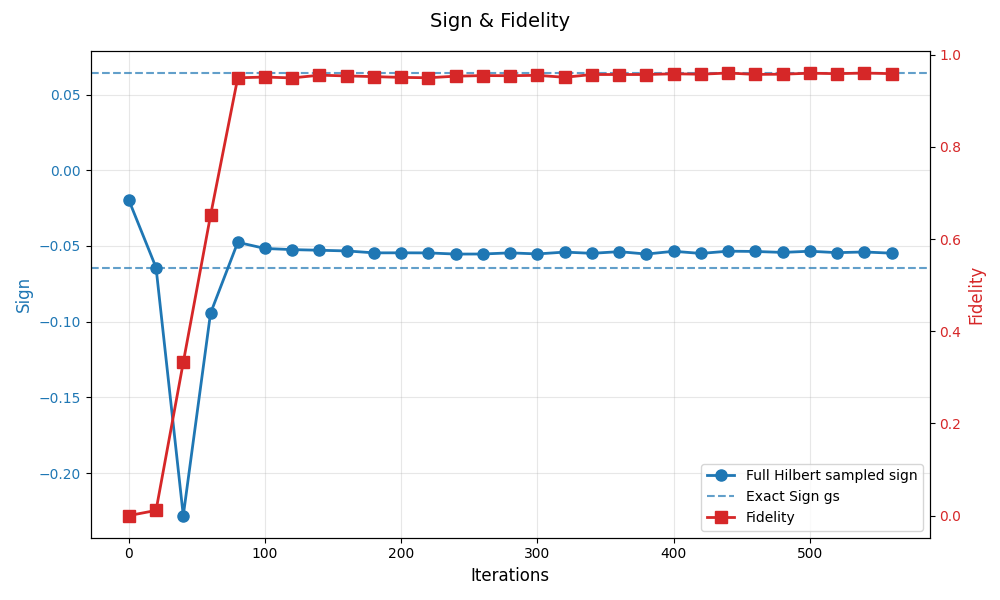 Sign & Fidelity
0.05
0.00
−0.05
−0.10
−0.15
−0.20
Sign
1.0
0.8
0.6
0.4
0.2
0.0
Fidelity
Full Hilbert sampled sign
Exact Sign gs
Fidelity
0 100 200 300 400 500
Iterations